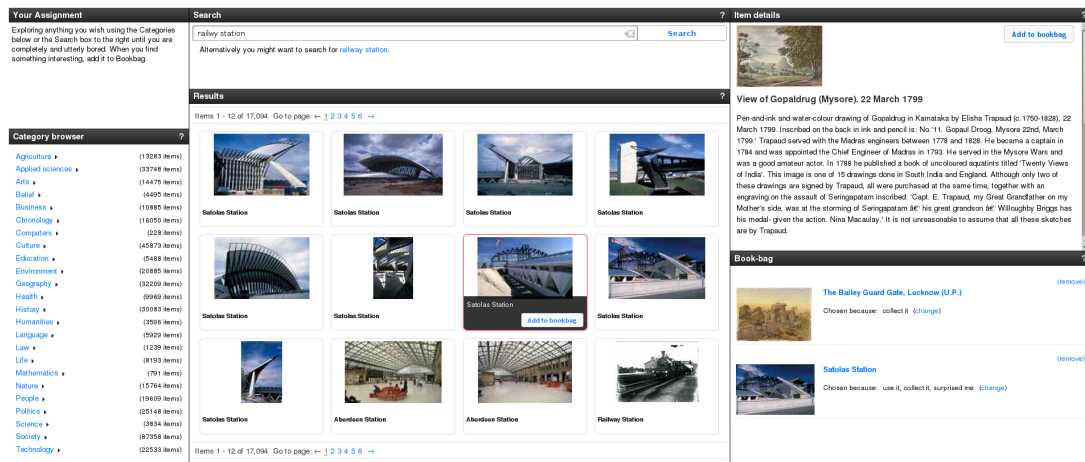 Your Assignment
Exploring anything you wish using the Categories
below or the Search box to the right until you are
completely and utterly bored. When you find
something interesting, add it to Bookbag.
Category browser ?
Agriculture (13283 items)
Applied sciences (33748 items)
Arts (14475 items)
Belief (4495 items)
Business (10885 items)
Chronology (16050 items)
Computers (228 items)
Culture (45873 items)
Education (5488 items)
Environment (20885 items)
Geography (32209 items)
Health (9969 items)
History (30083 items)
Humanities (3596 items)
Language (5929 items)
Law (1239 items)
Life (8193 items)
Mathematics (791 items)
Nature (15764 items)
People (19609 items)
Politics (25148 items)
Science (3834 items)
Society (87358 items)
Technology (22533 items)
Search ?
railwy station
Search
Alternatively you might want to search for railway station.
Results ?
Items 1 - 12 of 17,094 Go to page: ← 1 2 3 4 5 6 →
Satolas Station
Satolas Station
Satolas Station
Satolas Station
Satolas Station
Satolas Station
Satolas Station
Add to bookbag
Satolas Station
Satolas Station
Aberdeen Station
Aberdeen Station
Railway Station
Items 1 - 12 of 17,094 Go to page: ← 1 2 3 4 5 6 →
Item details ?
Add to bookbag
View of Gopaldrug (Mysore). 22 March 1799
Pen-and-ink and water-colour drawing of Gopaldrug in Karnataka by Elisha Trapaud (c.1750-1828), 22
March 1799. Inscribed on the back in ink and pencil is: No.'11. Gopaul Droog. Mysore 22nd, March
1799.' Trapaud served with the Madras engineers between 1778 and 1828. He became a captain in
1784 and was appointed the Chief Engineer of Madras in 1793. He served in the Mysore Wars and
was a good amateur actor. In 1788 he published a book of uncoloured aquatints titled 'Twenty Views
of India'. This image is one of 15 drawings done in South India and England. Although only two of
these drawings are signed by Trapaud, all were purchased at the same time, together with an
engraving on the assault of Seringapatam inscribed: 'Capt. E. Trapaud, my Great Grandfather on my
Mother's side, was at the storming of Seringapatam â€“ his great grandson â€“ Willoughby Briggs has
his medal- given the action. Nina Macaulay.' It is not unreasonable to assume that all these sketches
are by Trapaud.
Book-bag ?
(remove)
The Bailey Guard Gate, Lucknow (U.P.)
Chosen because: collect it (change)
(remove)
Satolas Station
Chosen because: use it, collect it, surprised me (change)